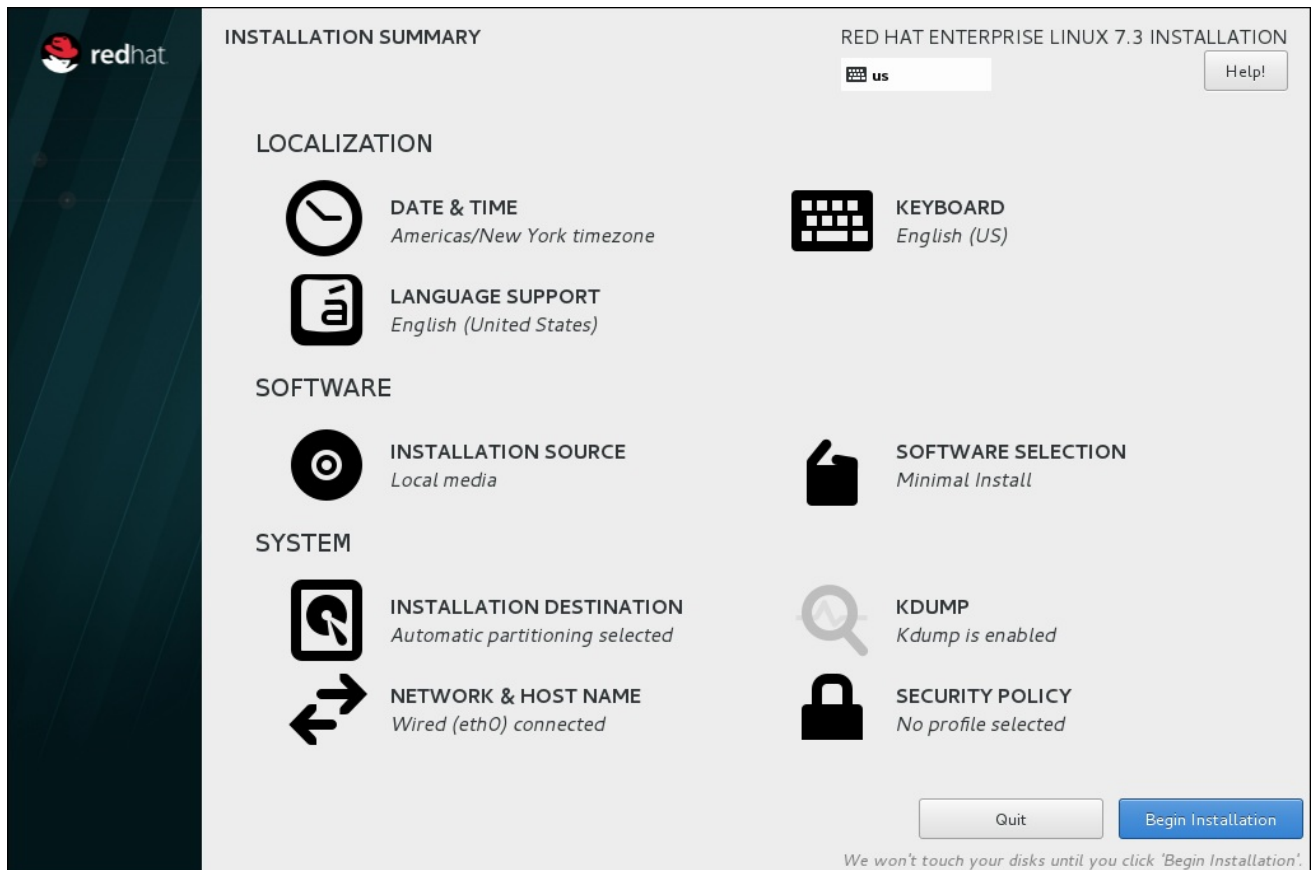 redhat
INSTALLATION SUMMARY
RED HAT ENTERPRISE LINUX 7.3 INSTALLATION
us
Help!
LOCALIZATION
DATE & TIME
Americas/New York timezone
KEYBOARD
English (US)
á
LANGUAGE SUPPORT
English (United States)
SOFTWARE
INSTALLATION SOURCE
Local media
SOFTWARE SELECTION
Minimal Install
SYSTEM
INSTALLATION DESTINATION
Automatic partitioning selected
KDUMP
Kdump is enabled
NETWORK & HOST NAME
Wired (eth0) connected
SECURITY POLICY
No profile selected
Quit
Begin Installation
We won't touch your disks until you click 'Begin Installation'.